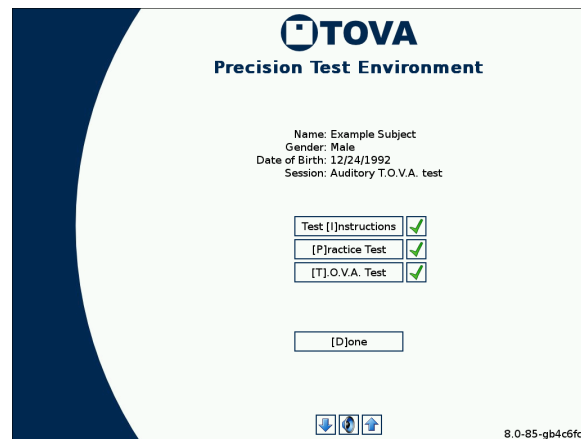 TOVA
Precision Test Environment
Name: Example Subject
Gender: Male
Date of Birth: 12/24/1992
Session: Auditory T.O.V.A. test
Test [I]nstructions
[P]ractice Test
[T].O.V.A. Test
[D]one
8.0-85-gb4c6fc